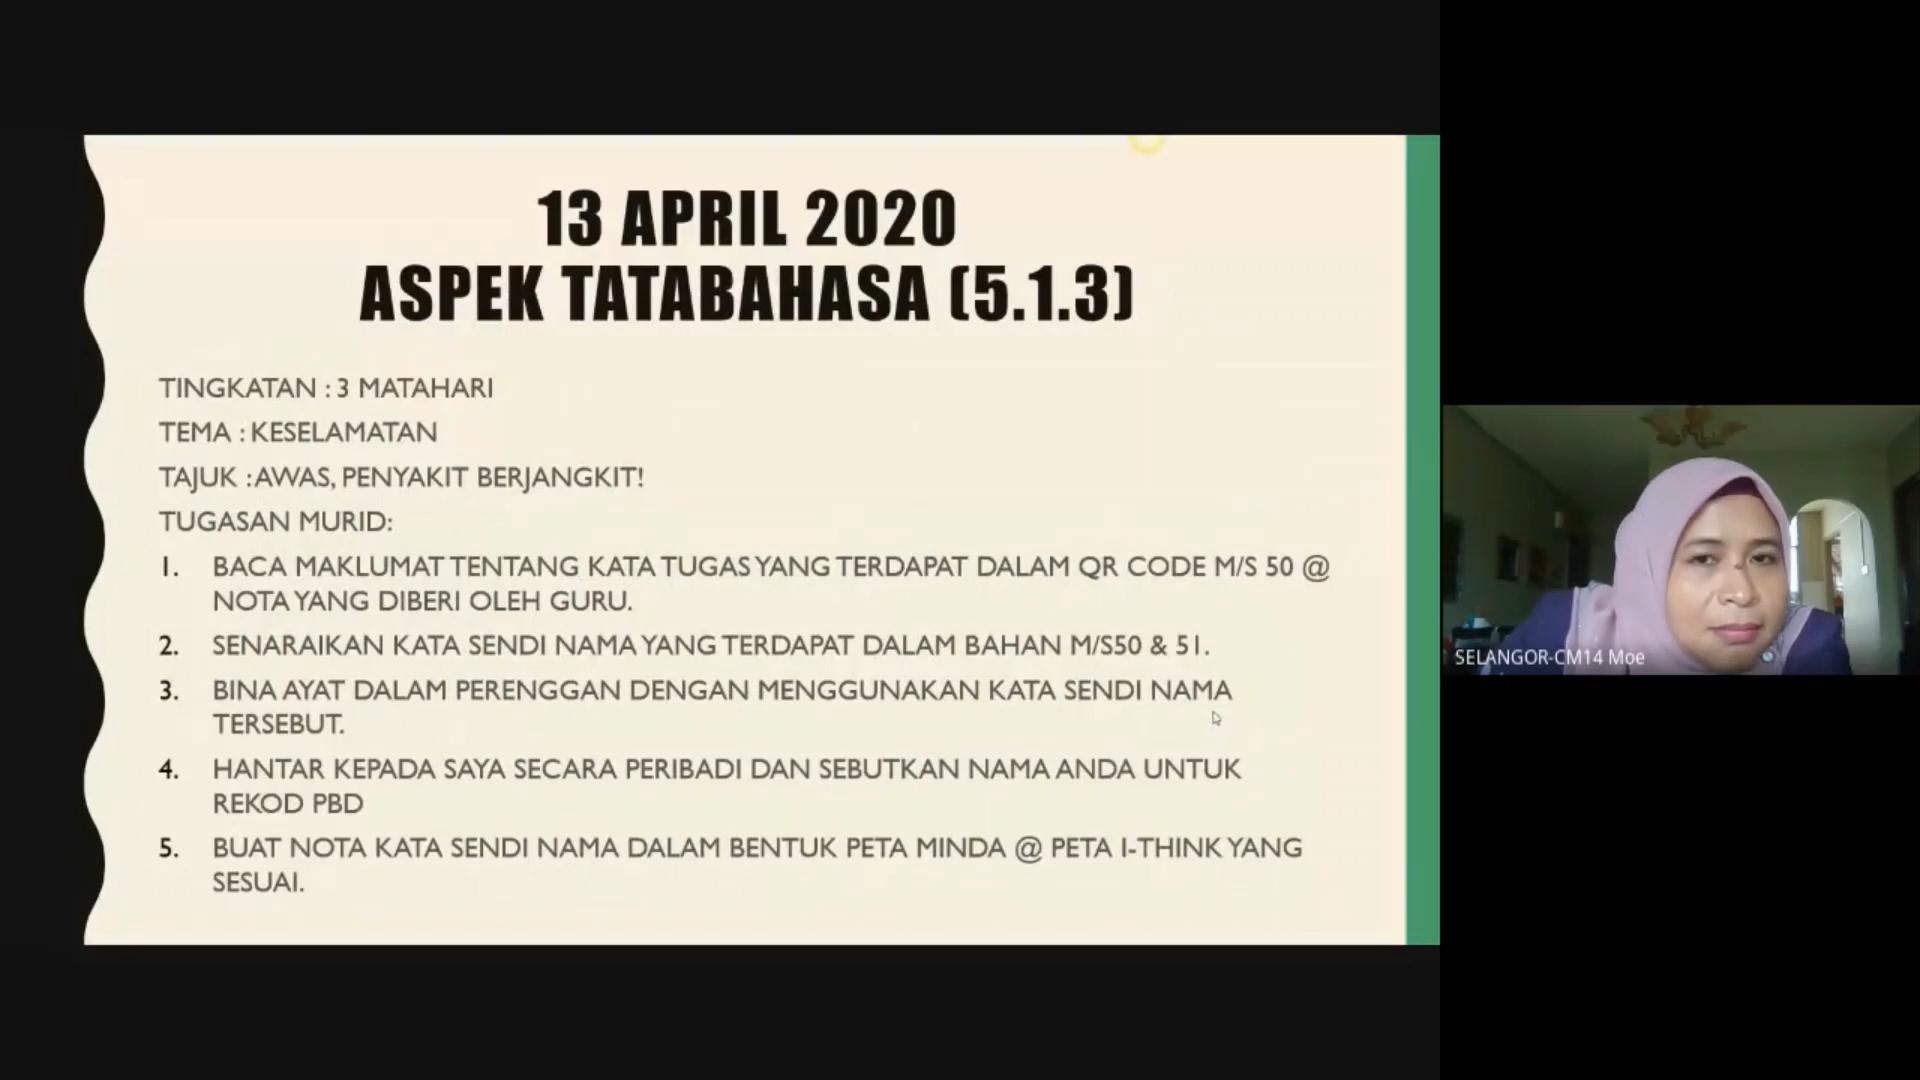 13 APRIL 2020
ASPEK TATABAHASA (5.1.3)
TINGKATAN : 3 MATAHARI
TEMA : KESELAMATAN
TAJUK : AWAS, PENYAKIT BERJANGKIT!
TUGASAN MURID:
1. BACA MAKLUMAT TENTANG KATA TUGAS YANG TERDAPAT DALAM QR CODE M/S 50 @
NOTA YANG DIBERI OLEH GURU.
2. SENARAIKAN KATA SENDI NAMA YANG TERDAPAT DALAM BAHAN M/S50 & 51.
3. BINA AYAT DALAM PERENGGAN DENGAN MENGGUNAKAN KATA SENDI NAMA
TERSEBUT.
4. HANTAR KEPADA SAYA SECARA PERIBADI DAN SEBUTKAN NAMA ANDA UNTUK
REKOD PBD
5. BUAT NOTA KATA SENDI NAMA DALAM BENTUK PETA MINDA @ PETA I-THINK YANG
SESUAI.
SELANGOR-CM14 Moe